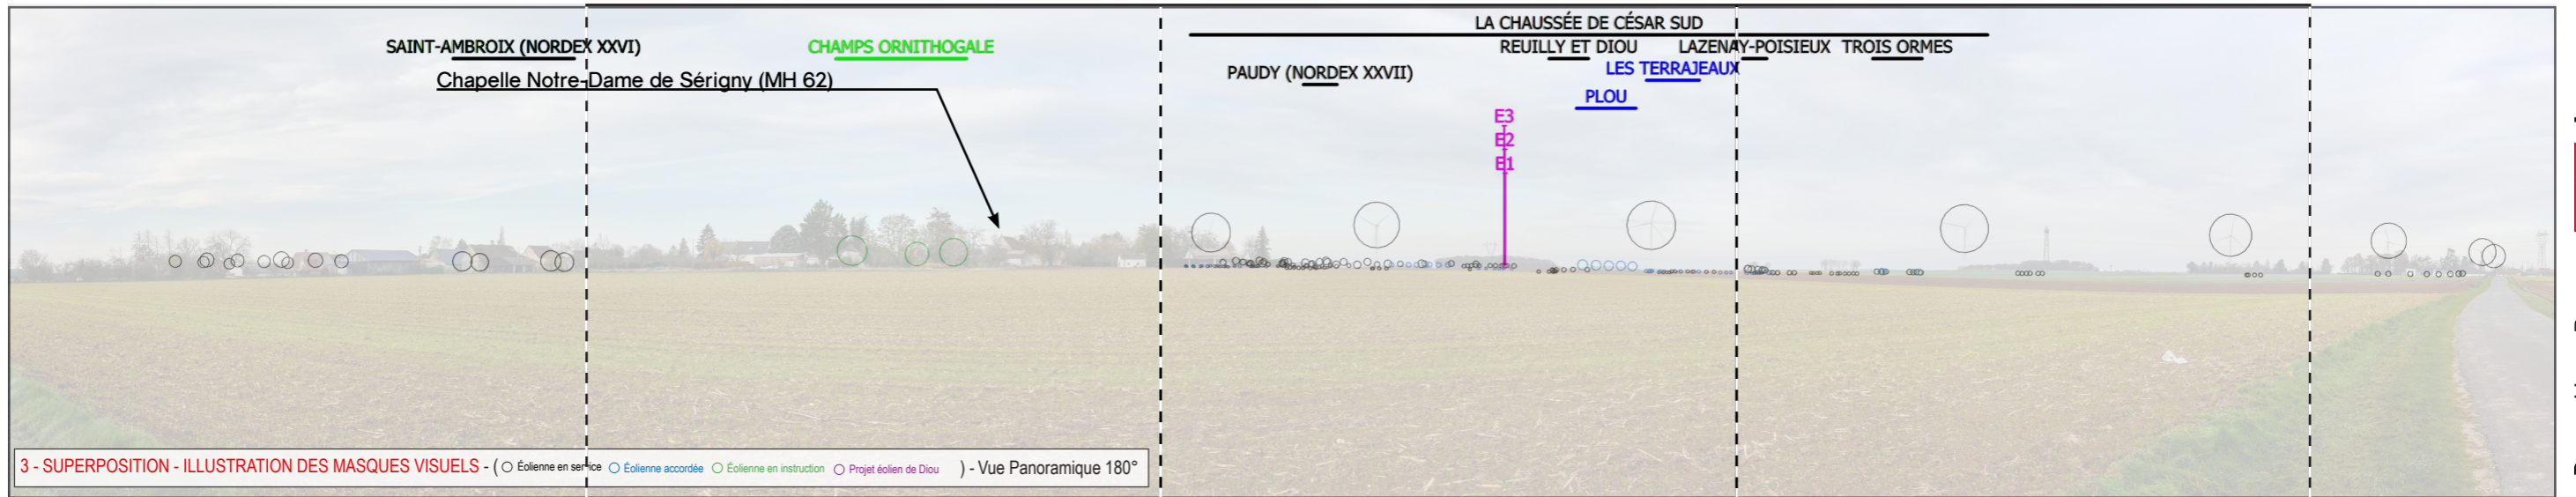 LA CHAUSSÉE DE CÉSAR SUD
SAINT-AMBROIX (NORDEX XXVI)
CHAMPS ORNITHOGALE
REUILLY ET DIOU
LAZENAY-POISIEUX
TROIS ORMES
Chapelle Notre-Dame de Sérigny (MH 62)
PAUDY (NORDEX XXVII)
LES TERRAJEAUX
PLOU
E3
E2
E1
3 - SUPERPOSITION - ILLUSTRATION DES MASQUES VISUELS - ( Éolienne en service Éolienne accordée Éolienne en instruction Projet éolien de Diou ) - Vue Panoramique 180°